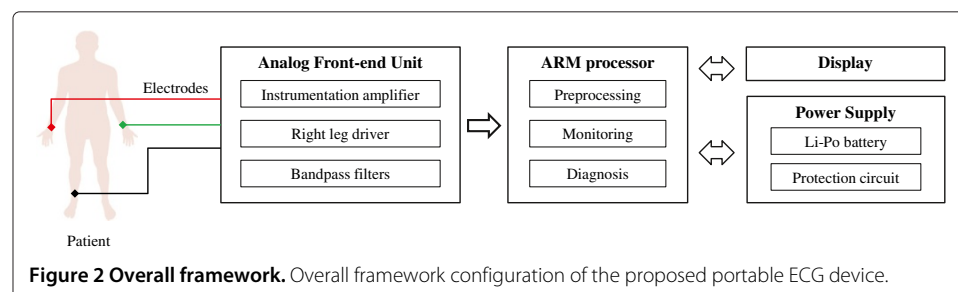 Electrodes
Patient
Analog Front-end Unit
Instrumentation amplifier
Right leg driver
Bandpass filters
ARM processor
Preprocessing
Monitoring
Diagnosis
Display
Power Supply
Li-Po battery
Protection circuit
Figure 2 Overall framework. Overall framework configuration of the proposed portable ECG device.